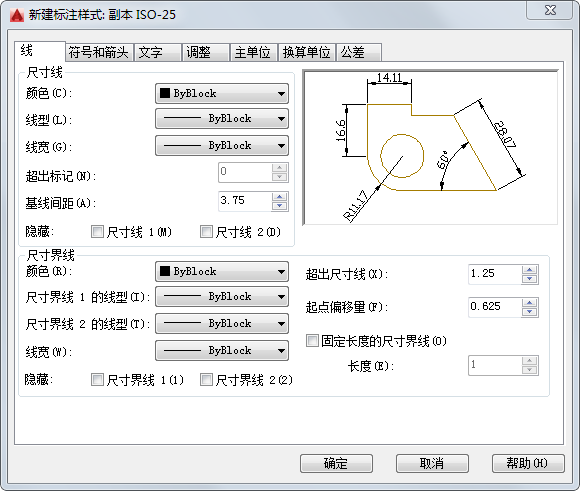 新建标注样式: 副本 ISO-25
线 符号和箭头 文字 调整 主单位 换算单位 公差
尺寸线
颜色(C): ByBlock
线型(L): ByBlock
线宽(G): ByBlock
超出标记(N): 0
基线间距(A): 3.75
隐藏: 尺寸线 1(M) 尺寸线 2(D)
14.11
16.6
28.07
60°
R11.17
尺寸界线
颜色(R): ByBlock
尺寸界线 1 的线型(I): ByBlock
尺寸界线 2 的线型(T): ByBlock
线宽(W): ByBlock
隐藏: 尺寸界线 1(1) 尺寸界线 2(2)
超出尺寸线(X): 1.25
起点偏移量(F): 0.625
固定长度的尺寸界线(O)
长度(E): 1
确定 取消 帮助(H)